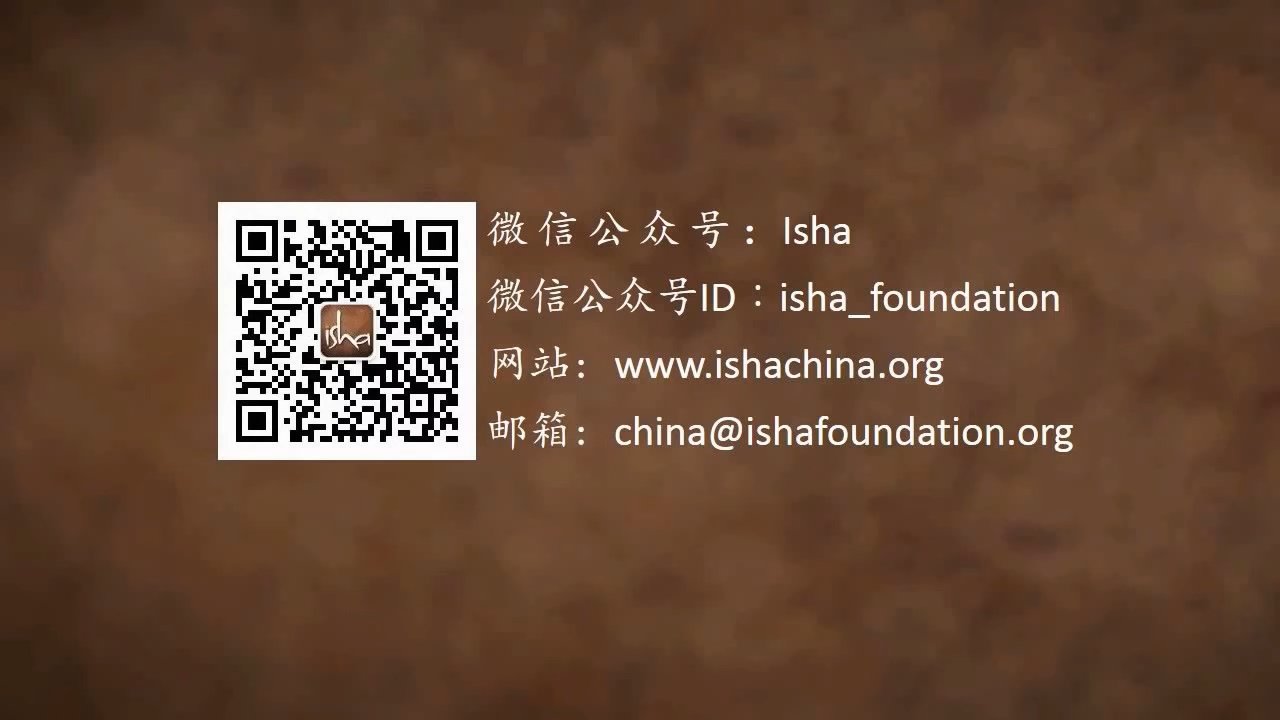 微信公众号：Isha
微信公众号ID：isha_foundation
网站：www.ishachina.org
邮箱：china@ishafoundation.org
isha